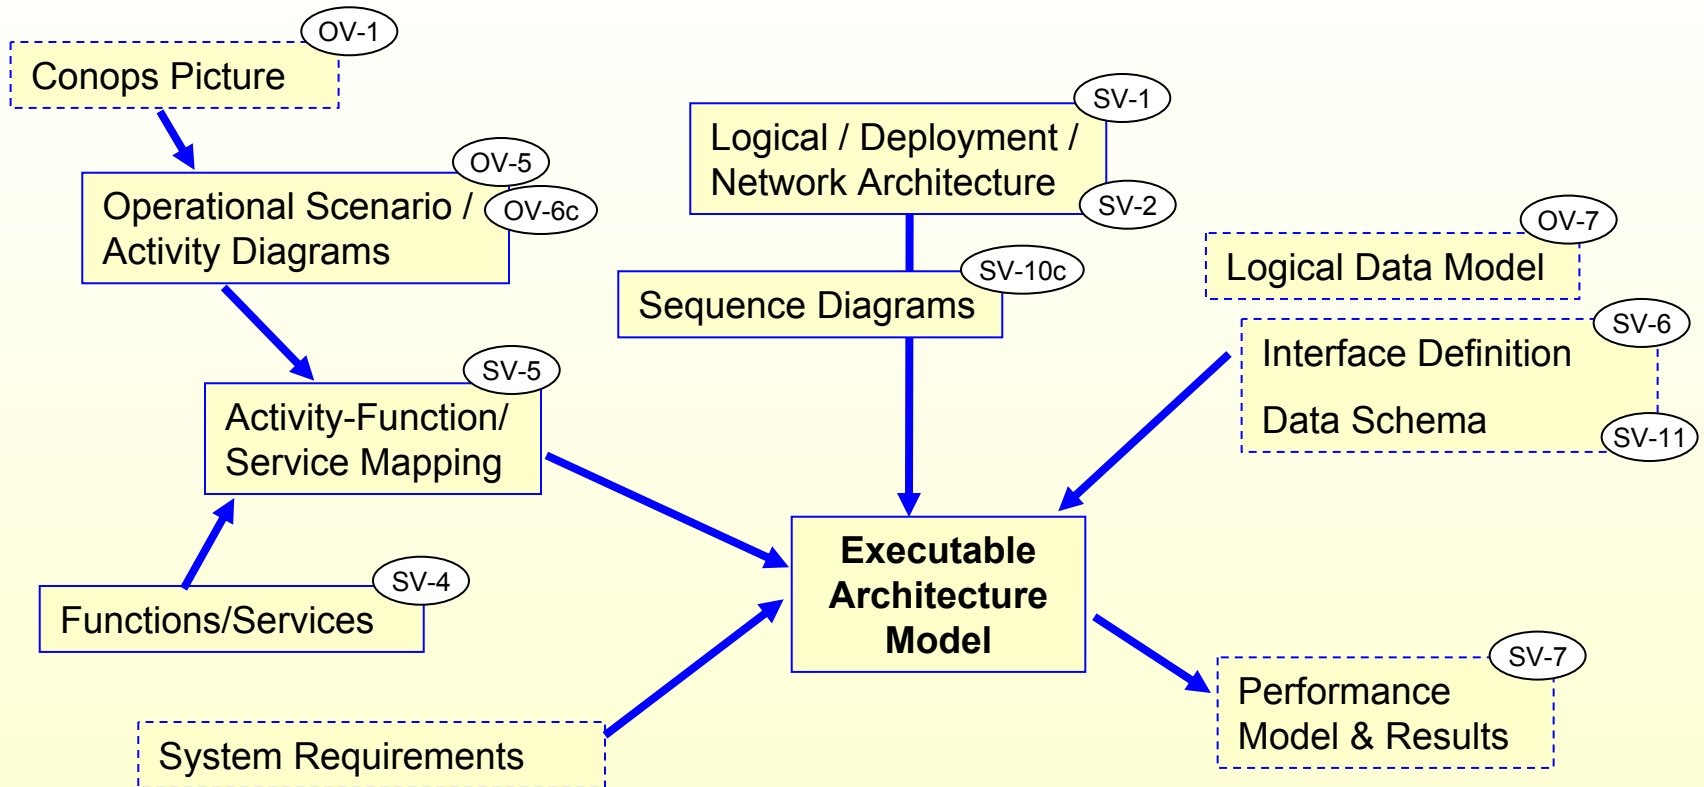 OV-1
Conops Picture
OV-5
OV-6c
Operational Scenario /
Activity Diagrams
SV-5
Activity-Function/
Service Mapping
SV-4
Functions/Services
System Requirements
SV-1
Logical / Deployment /
Network Architecture
SV-2
SV-10c
Sequence Diagrams
Executable
Architecture
Model
OV-7
Logical Data Model
SV-6
Interface Definition
Data Schema
SV-11
SV-7
Performance
Model & Results